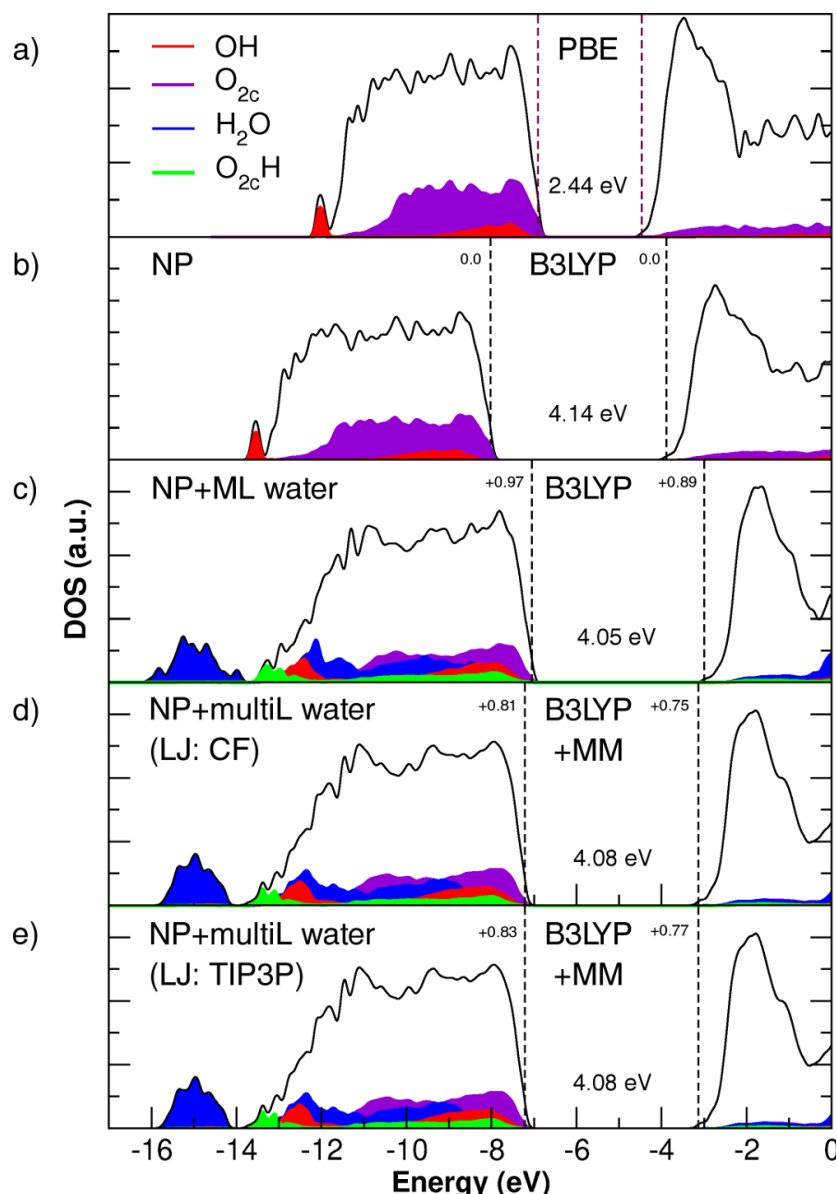 a)
OH
PBE
O2c
H2O
O2cH
2.44 eV
b)
NP
0.0
B3LYP
0.0
4.14 eV
c)
NP+ML water
+0.97
B3LYP
+0.89
4.05 eV
d)
NP+multiL water
+0.81
B3LYP
+0.75
(LJ: CF)
+MM
4.08 eV
e)
NP+multiL water
+0.83
B3LYP
+0.77
(LJ: TIP3P)
+MM
4.08 eV
DOS (a.u.)
-16 -14 -12 -10 -8 -6 -4 -2 0
Energy (eV)